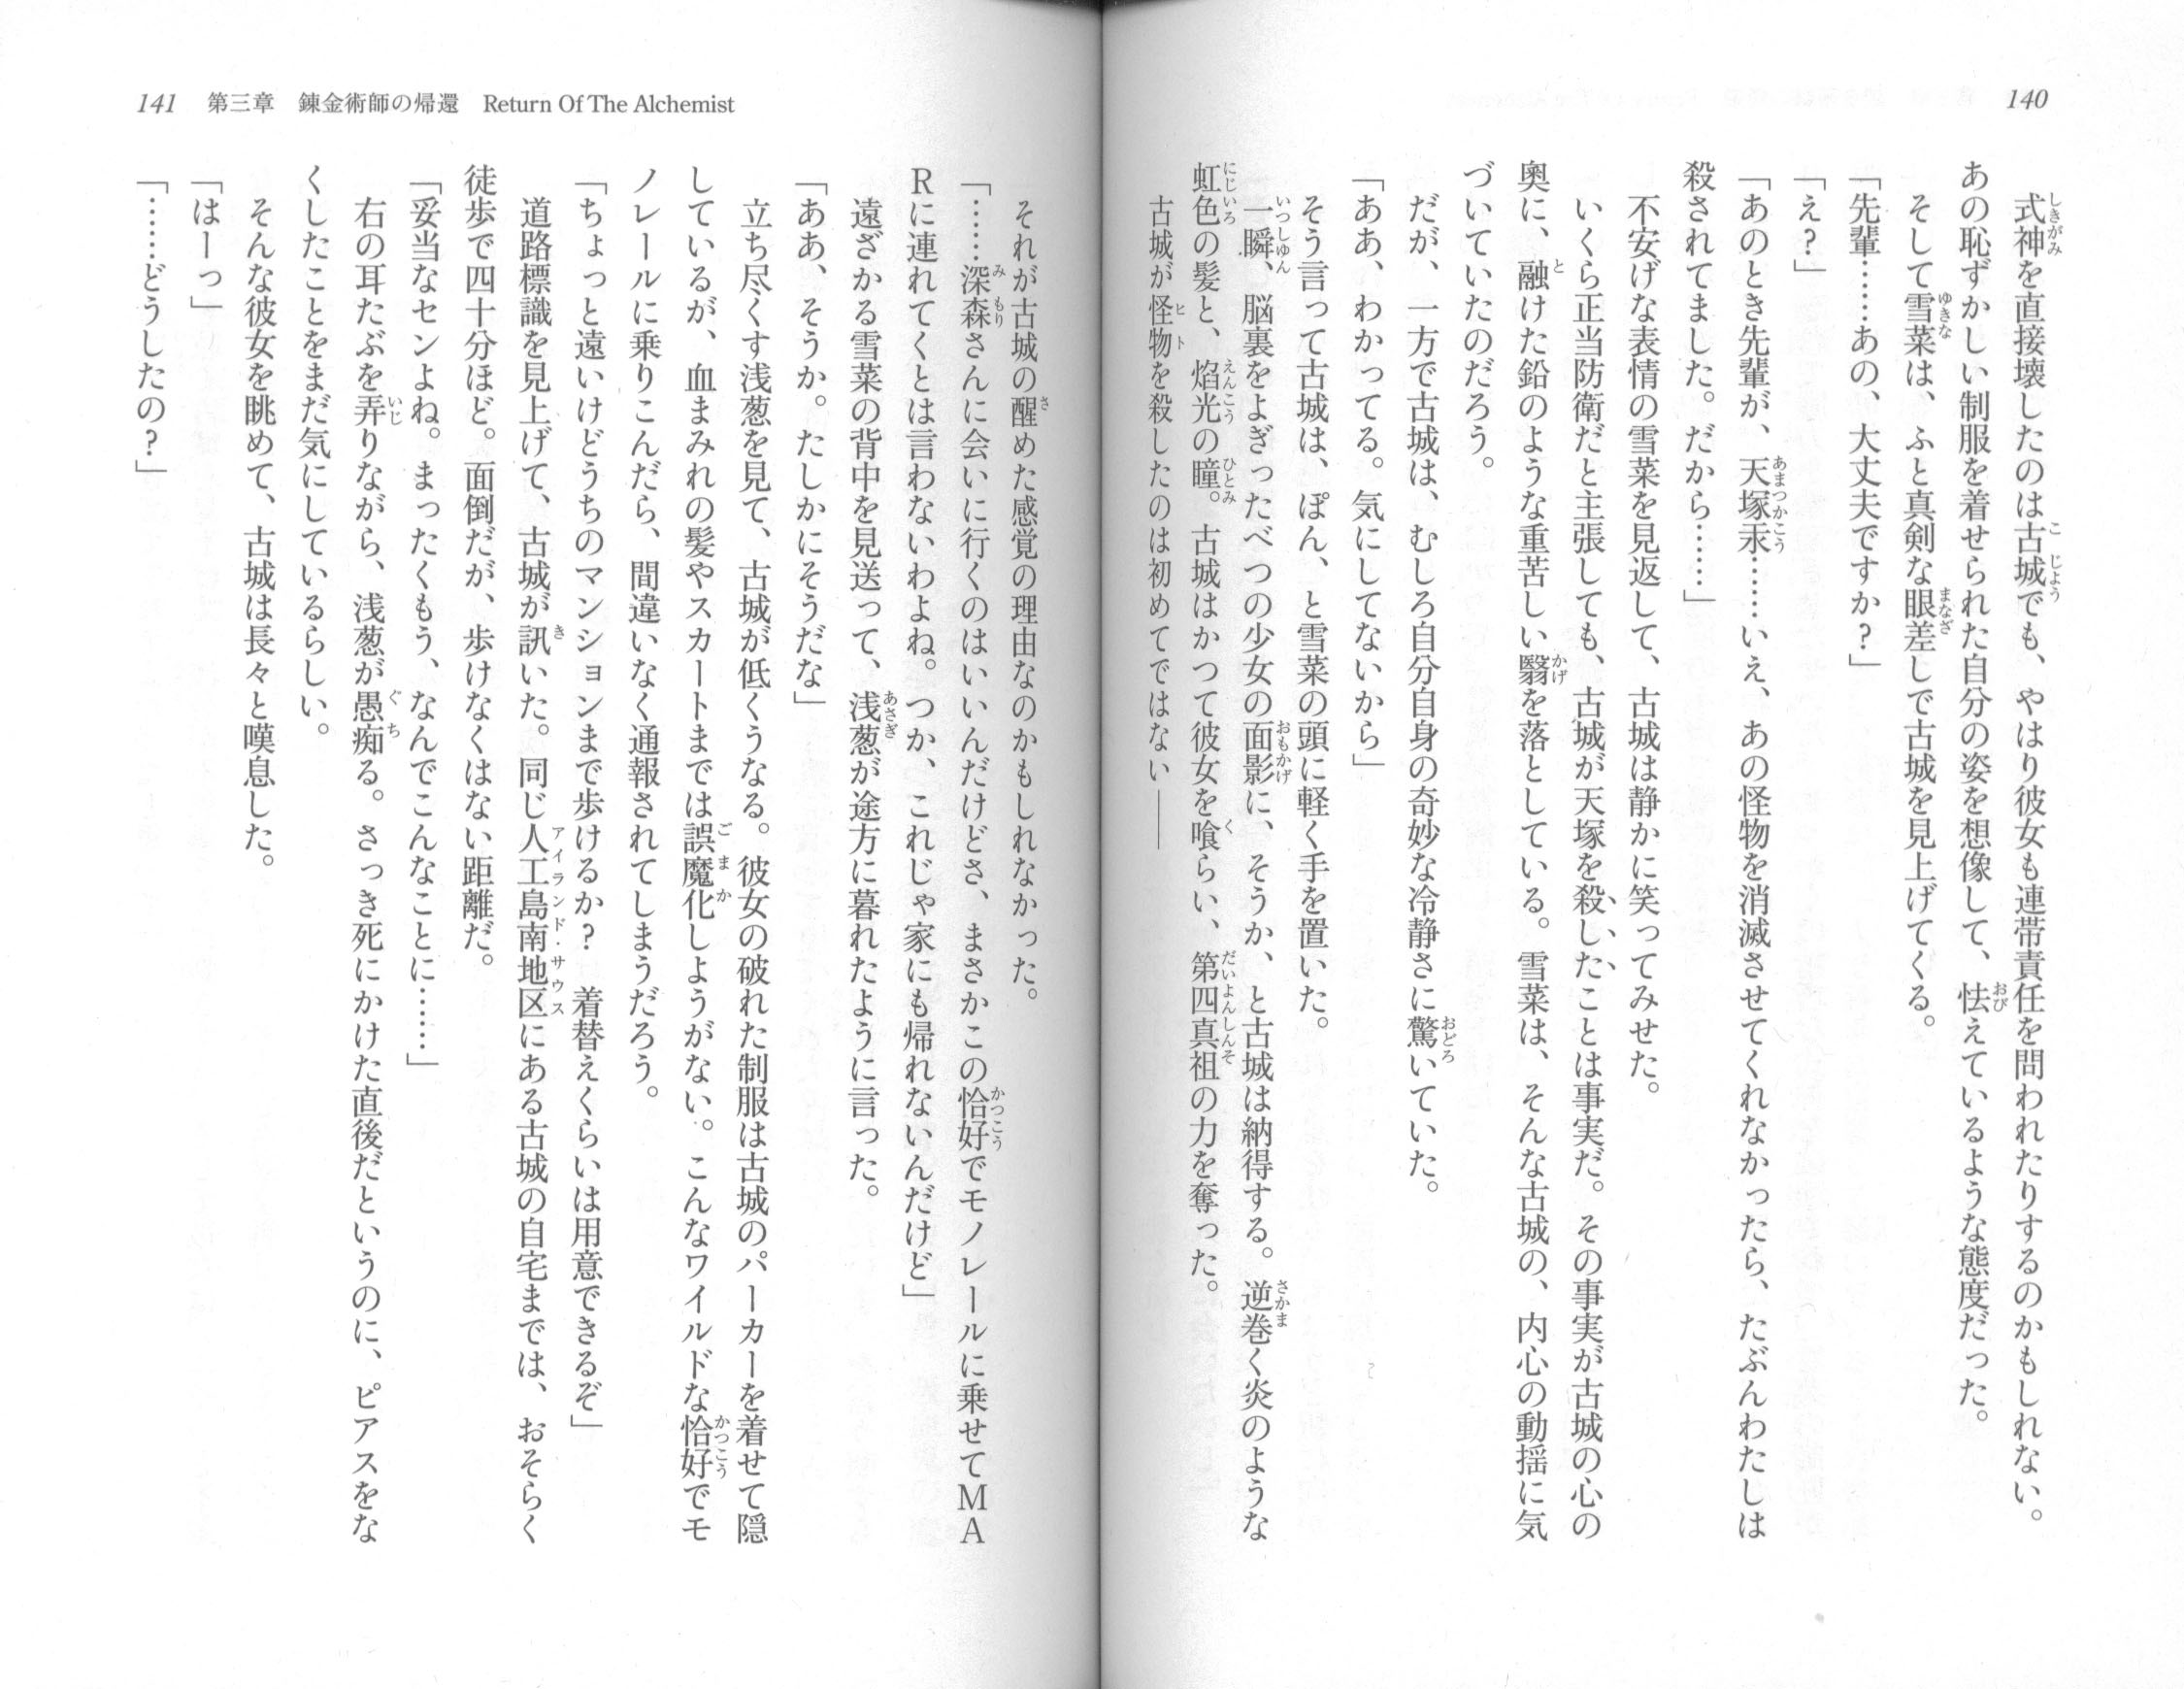 140
式神を直接壊したのは古城でも、やはり彼女も連帯責任を問われたりするのかもしれない。
あの恥ずかしい制服を着せられた自分の姿を想像して、怯えているような態度だった。
そして雪菜は、ふと真剣な眼差しで古城を見上げてくる。
「先輩……あの、大丈夫ですか?」
「え?」
「あのとき先輩が、天塚汞……いえ、あの怪物を消滅させてくれなかったら、たぶんわたしは
殺されてました。だから……」
不安げな表情の雪菜を見返して、古城は静かに笑ってみせた。
いくら正当防衛だと主張しても、古城が天塚を殺したことは事実だ。その事実が古城の心の
奥に、融けた鉛のような重苦しい翳を落としている。雪菜は、そんな古城の、内心の動揺に気
づいていたのだろう。
だが、一方で古城は、むしろ自分自身の奇妙な冷静さに驚いていた。
「ああ、わかってる。気にしてないから」
そう言って古城は、ぽん、と雪菜の頭に軽く手を置いた。
一瞬、脳裏をよぎったべつの少女の面影に、そうか、と古城は納得する。逆巻く炎のような
虹色の髪と、焰光の瞳。古城はかつて彼女を喰らい、第四真祖の力を奪った。
古城が怪物を殺したのは初めてではない――
141 第三章 錬金術師の帰還 Return Of The Alchemist
それが古城の醒めた感覚の理由なのかもしれなかった。
「……深森さんに会いに行くのはいいんだけどさ、まさかこの恰好でモノレールに乗せてMA
Rに連れてくとは言わないわよね。つか、これじゃ家にも帰れないんだけど」
遠ざかる雪菜の背中を見送って、浅葱が途方に暮れたように言った。
「ああ、そうか。たしかにそうだな」
立ち尽くす浅葱を見て、古城が低くうなる。彼女の破れた制服は古城のパーカーを着せて隠
しているが、血まみれの髪やスカートまでは誤魔化しようがない。こんなワイルドな恰好でモ
ノレールに乗りこんだら、間違いなく通報されてしまうだろう。
「ちょっと遠いけどうちのマンションまで歩けるか? 着替えくらいは用意できるぞ」
道路標識を見上げて、古城が訊いた。同じ人工島南地区にある古城の自宅までは、おそらく
徒歩で四十分ほど。面倒だが、歩けなくはない距離だ。
「妥当なセンよね。まったくもう、なんでこんなことに……」
右の耳たぶを弄りながら、浅葱が愚痴る。さっき死にかけた直後だというのに、ピアスをな
くしたことをまだ気にしているらしい。
そんな彼女を眺めて、古城は長々と嘆息した。
「はーっ」
「……どうしたの?」